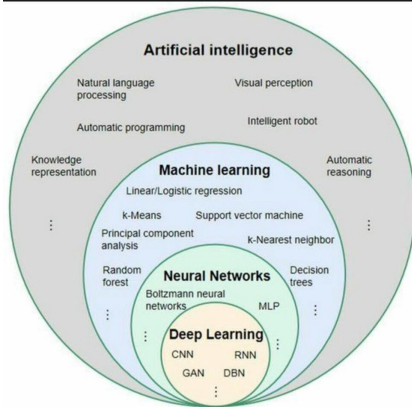 Artificial intelligence
Natural language
processing
Visual perception
Automatic programming
Intelligent robot
Knowledge
representation
Automatic
reasoning
Machine learning
Linear/Logistic regression
k-Means
Support vector machine
Principal component
analysis
k-Nearest neighbor
Random
forest
Decision
trees
Neural Networks
Boltzmann neural
networks
MLP
Deep Learning
CNN
RNN
GAN
DBN